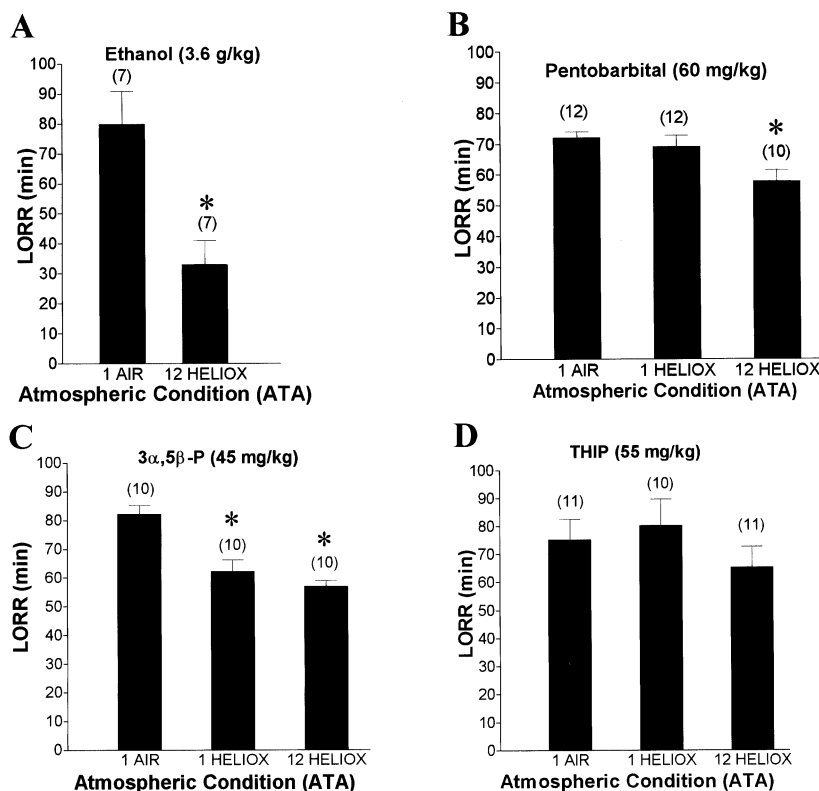 A
Ethanol (3.6 g/kg)
100
90
80
70
60
50
40
30
20
10
0
LORR (min)
(7)
*
(7)
1 AIR 12 HELIOX
Atmospheric Condition (ATA)
B
Pentobarbital (60 mg/kg)
100
90
80
70
60
50
40
30
20
10
0
LORR (min)
(12)
(12)
*
(10)
1 AIR 1 HELIOX 12 HELIOX
Atmospheric Condition (ATA)
C
3α,5β-P (45 mg/kg)
100
90
80
70
60
50
40
30
20
10
0
LORR (min)
(10)
*
(10)
*
(10)
1 AIR 1 HELIOX 12 HELIOX
Atmospheric Condition (ATA)
D
THIP (55 mg/kg)
100
90
80
70
60
50
40
30
20
10
0
LORR (min)
(11)
(10)
(11)
1 AIR 1 HELIOX 12 HELIOX
Atmospheric Condition (ATA)